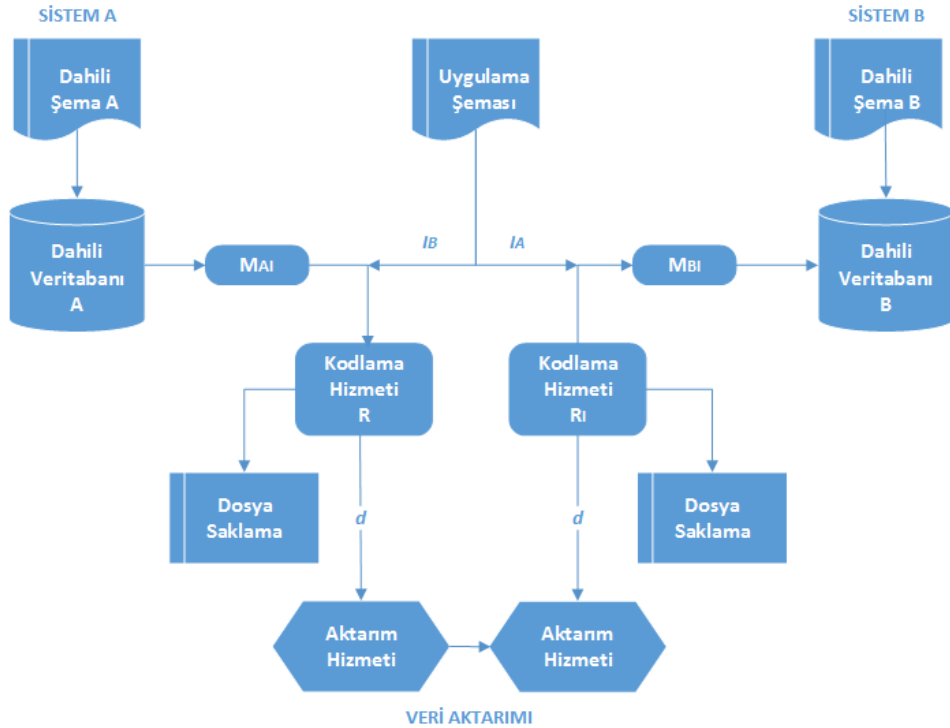 SİSTEM A
SİSTEM B
Dahili
Şema A
Uygulama
Şeması
Dahili
Şema B
Dahili
Veritabanı
A
MAI
IB
IA
MBI
Dahili
Veritabanı
B
Kodlama
Hizmeti
R
Kodlama
Hizmeti
RI
Dosya
Saklama
d
d
Dosya
Saklama
Aktarım
Hizmeti
Aktarım
Hizmeti
VERİ AKTARIMI